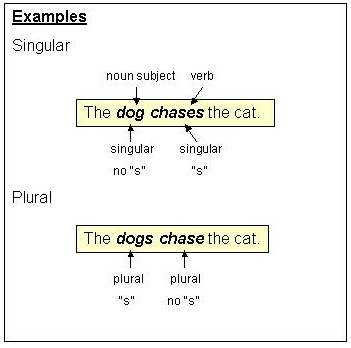 Examples
Singular
noun subject verb
The dog chases the cat.
singular singular
no "s" "s"
Plural
The dogs chase the cat.
plural plural
"s" no "s"